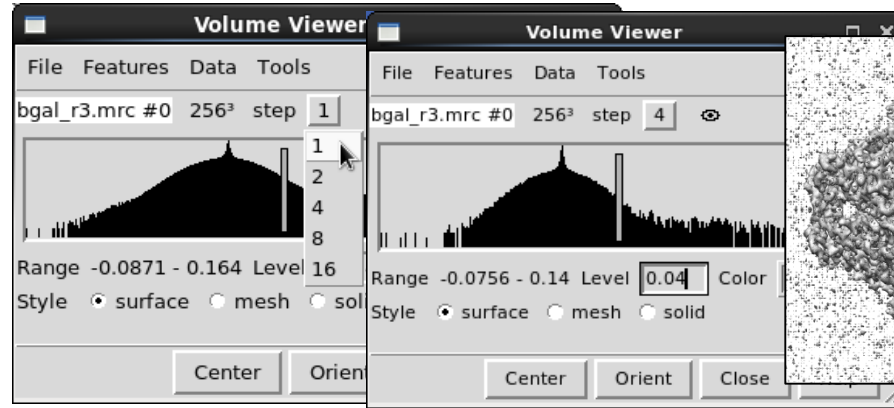 Volume Viewer
File Features Data Tools
bgal_r3.mrc #0 256³ step 1
1
2
4
8
16
Range -0.0871 - 0.164 Level
Style surface mesh
Center
Volume Viewer
File Features Data Tools
bgal_r3.mrc #0 256³ step 4
Range -0.0756 - 0.14 Level 0.04 Color
Style surface mesh solid
Center Orient Close